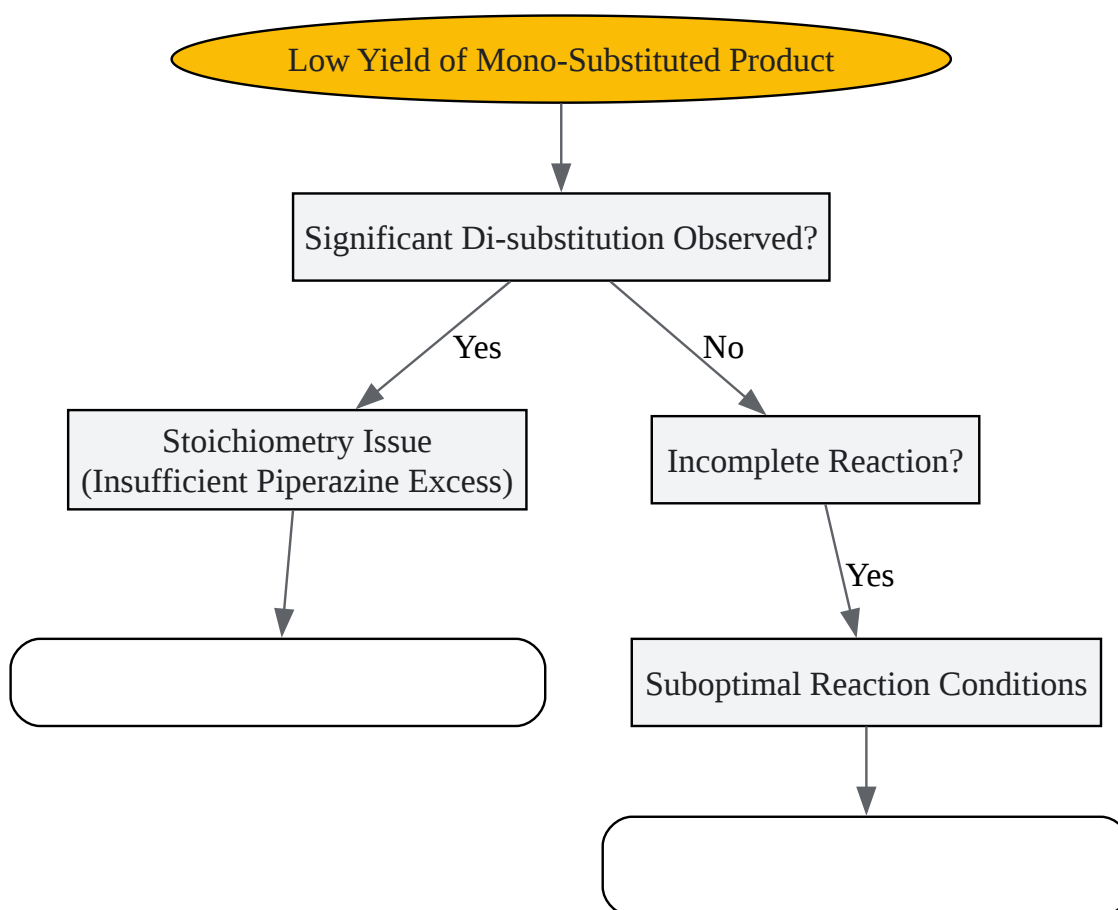 Low Yield of Mono-Substituted Product
Significant Di-substitution Observed?
Yes
No
Stoichiometry Issue
(Insufficient Piperazine Excess)
Incomplete Reaction?
Yes
Suboptimal Reaction Conditions